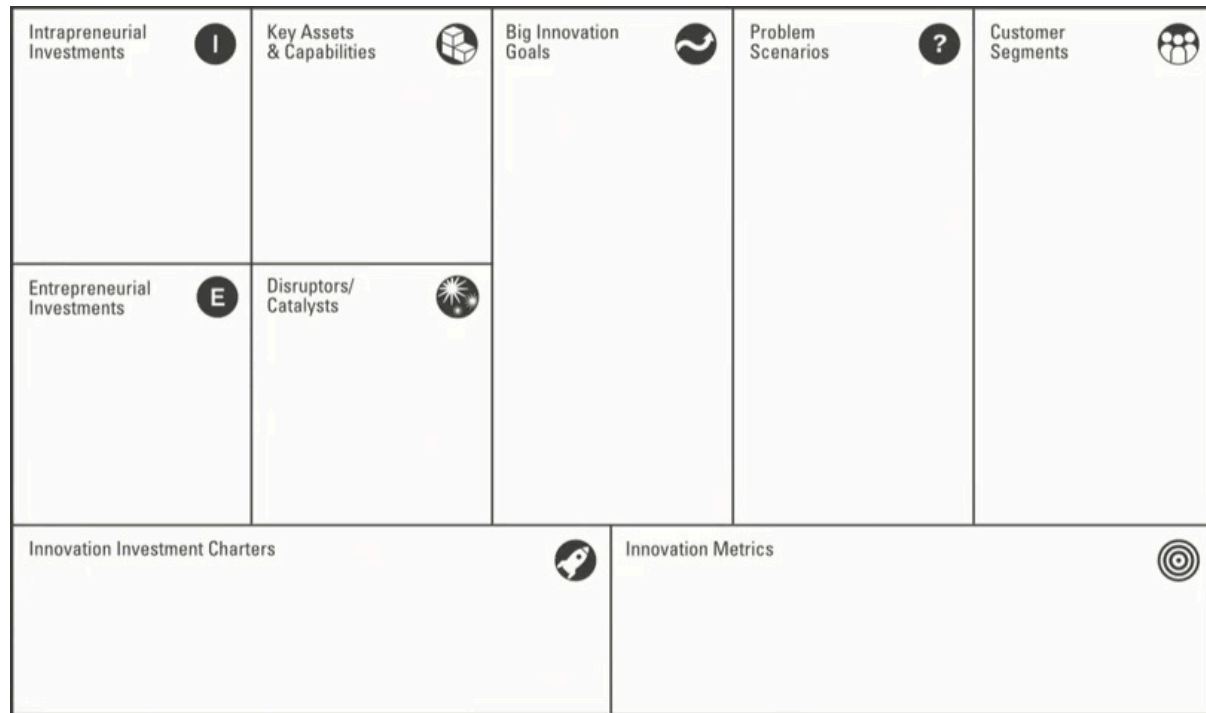 Intrapreneurial
Investments
I
Key Assets
& Capabilities
Big Innovation
Goals
Problem
Scenarios
?
Customer
Segments
Entrepreneurial
Investments
E
Disruptors/
Catalysts
Innovation Investment Charters
Innovation Metrics